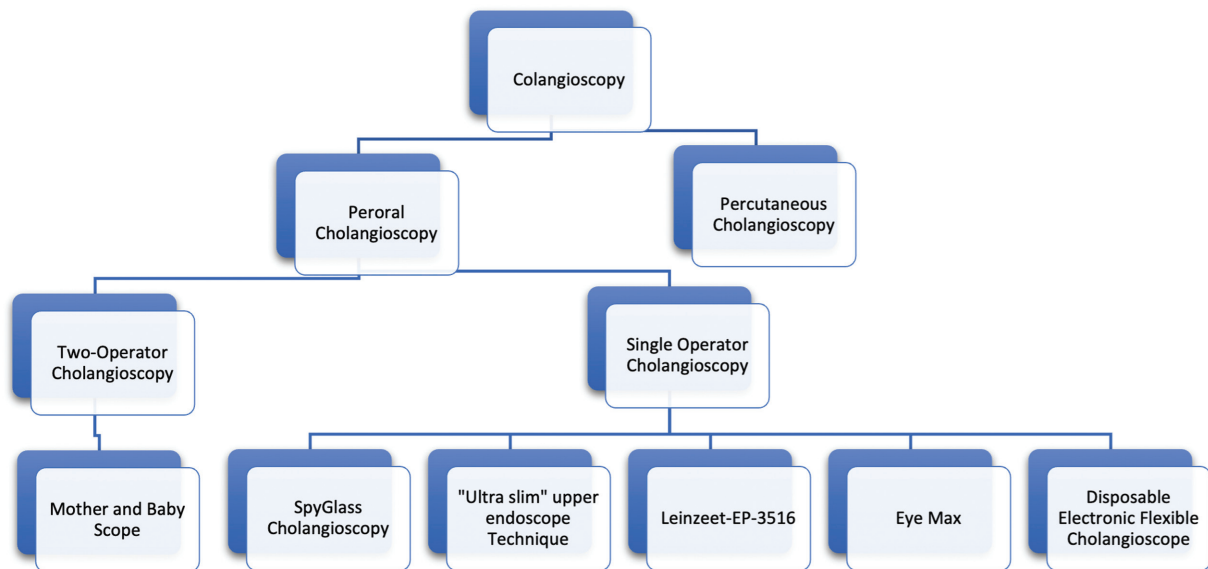 Colangioscopy
Peroral
Cholangioscopy
Percutaneous
Cholangioscopy
Two-Operator
Cholangioscopy
Single Operator
Cholangioscopy
Mother and Baby
Scope
SpyGlass
Cholangioscopy
"Ultra slim" upper
endoscope
Technique
Leinzeet-EP-3516
Eye Max
Disposable
Electronic Flexible
Cholangioscope